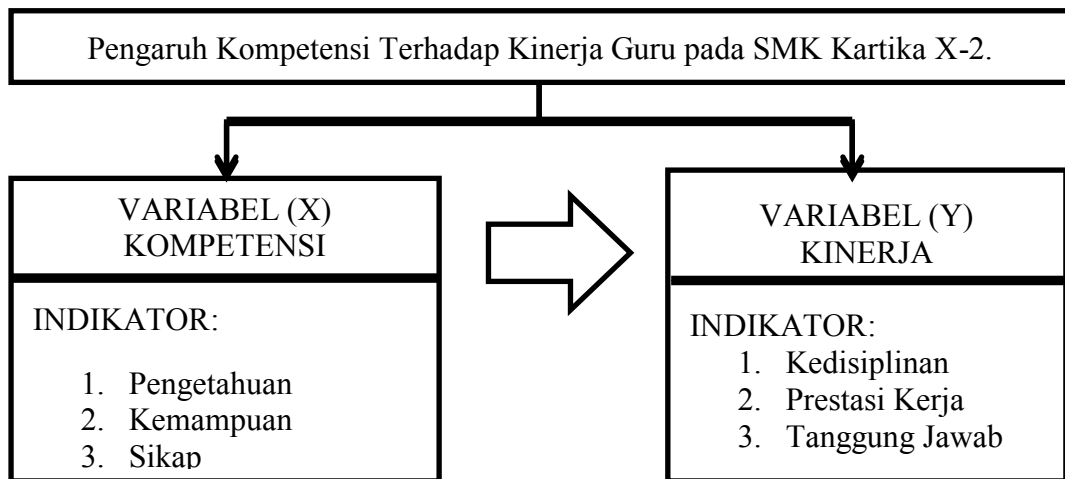 Pengaruh Kompetensi Terhadap Kinerja Guru pada SMK Kartika X-2.
VARIABEL (X)
KOMPETENSI
INDIKATOR:
1. Pengetahuan
2. Kemampuan
3. Sikap
VARIABEL (Y)
KINERJA
INDIKATOR:
1. Kedisiplinan
2. Prestasi Kerja
3. Tanggung Jawab